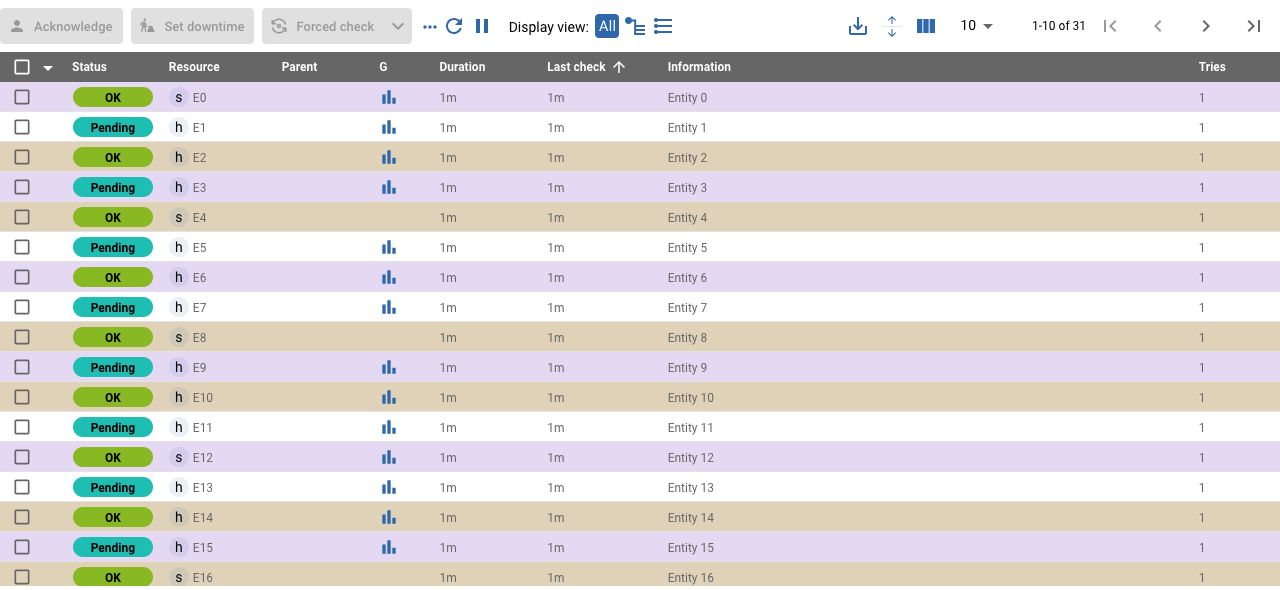 Acknowledge Set downtime Forced check Display view: All 10 1-10 of 31
Status Resource Parent G Duration Last check Information Tries
OK s E0 1m 1m Entity 0 1
Pending h E1 1m 1m Entity 1 1
OK h E2 1m 1m Entity 2 1
Pending h E3 1m 1m Entity 3 1
OK s E4 1m 1m Entity 4 1
Pending h E5 1m 1m Entity 5 1
OK h E6 1m 1m Entity 6 1
Pending h E7 1m 1m Entity 7 1
OK s E8 1m 1m Entity 8 1
Pending h E9 1m 1m Entity 9 1
OK h E10 1m 1m Entity 10 1
Pending h E11 1m 1m Entity 11 1
OK s E12 1m 1m Entity 12 1
Pending h E13 1m 1m Entity 13 1
OK h E14 1m 1m Entity 14 1
Pending h E15 1m 1m Entity 15 1
OK s E16 1m 1m Entity 16 1